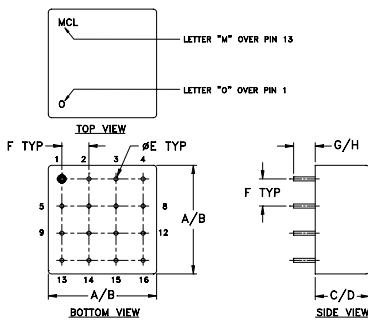 MCL
LETTER "M" OVER PIN 13
O
LETTER "O" OVER PIN 1
TOP VIEW
F TYP
øE TYP
G/H
1 2 3 4
F TYP
5 8
A/B
9 12
13 14 15 16
A/B
C/D
BOTTOM VIEW
SIDE VIEW